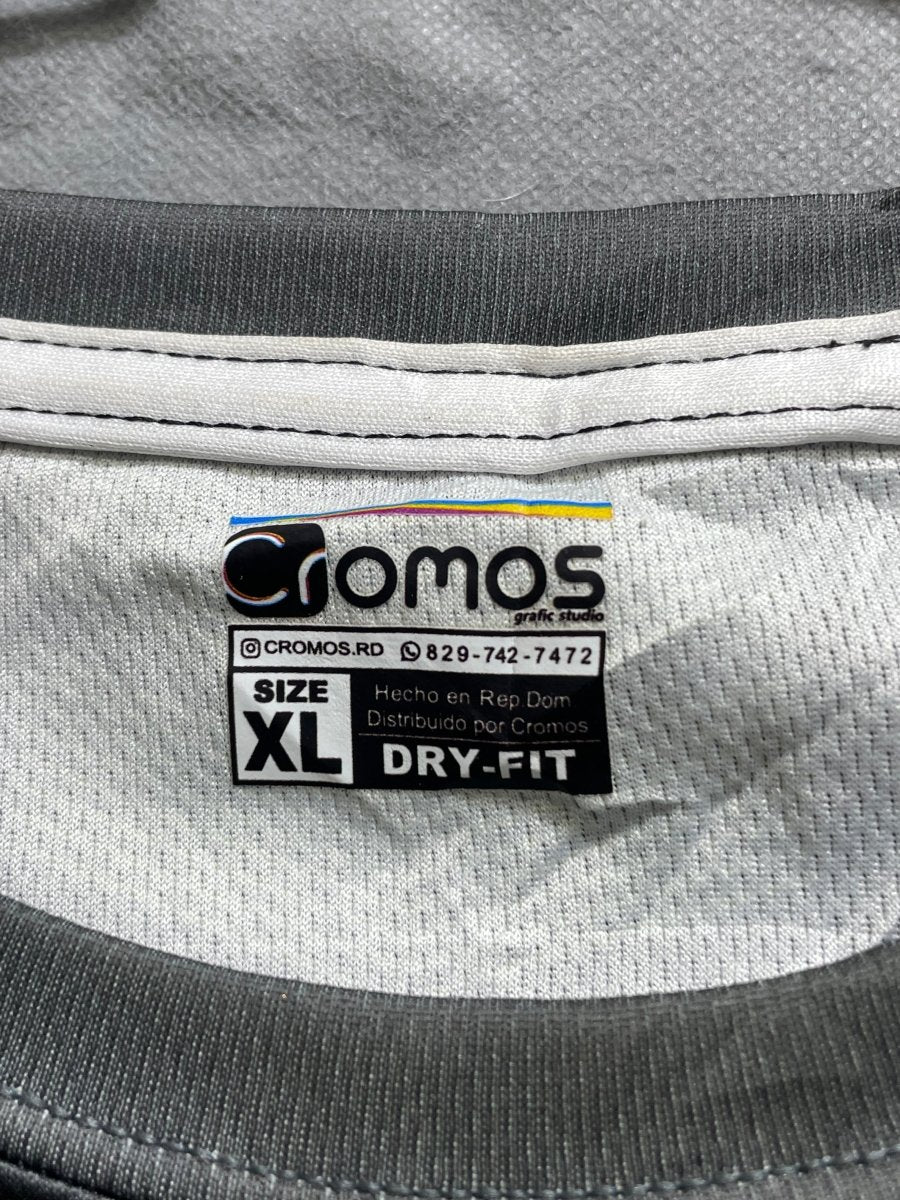 Cromos
grafic studio
CROMOS.RD 829-742-7472
SIZE
XL
Hecho en Rep.Dom
Distribuido por Cromos
DRY-FIT